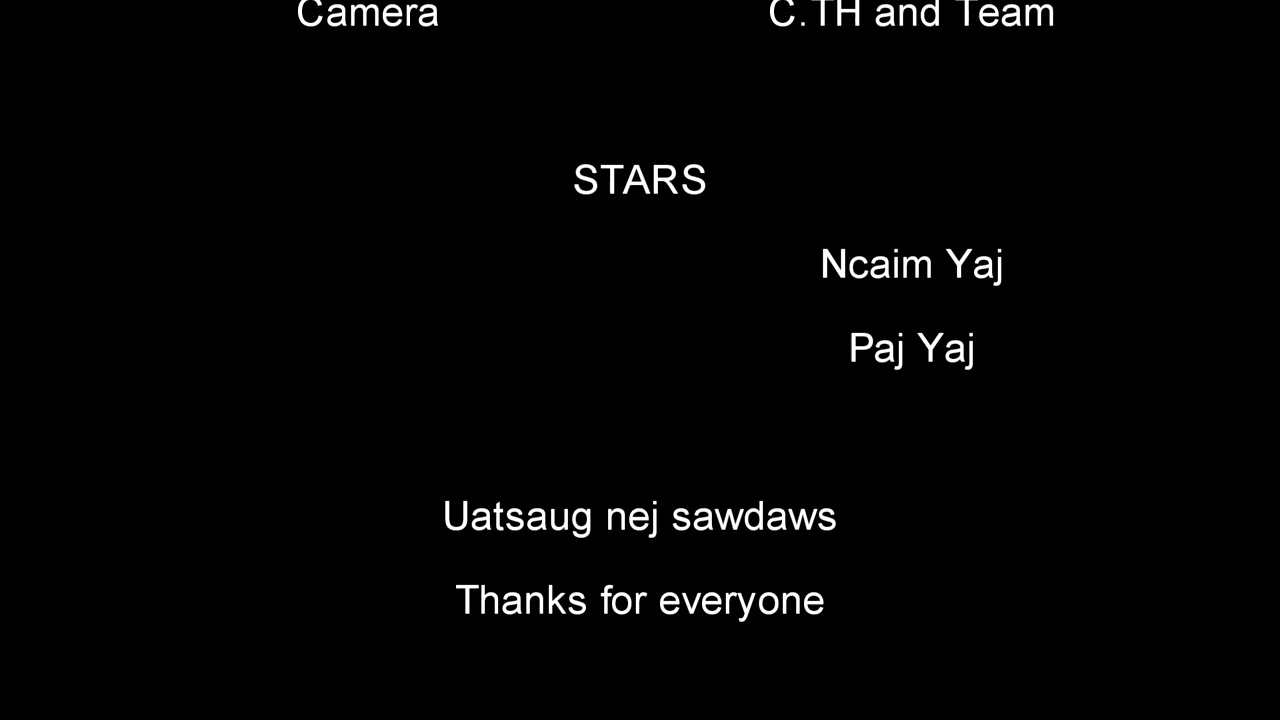 Camera C.TH and Team
STARS
Ncaim Yaj
Paj Yaj
Uatsaug nej sawdaws
Thanks for everyone